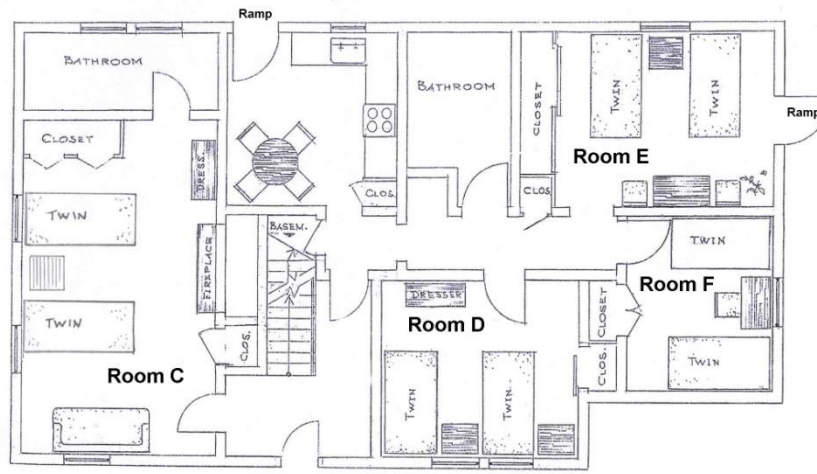 Ramp
BATHROOM
BATHROOM
CLOSET
TWIN
TWIN
Ramp
CLOSET
DRESS.
Room E
CLOS.
CLOS.
TWIN
BASEM.
TWIN
FIREPLACE
Room F
DRESSER
CLOSET
Room D
TWIN
CLOS.
CLOS.
Room C
TWIN
TWIN
TWIN